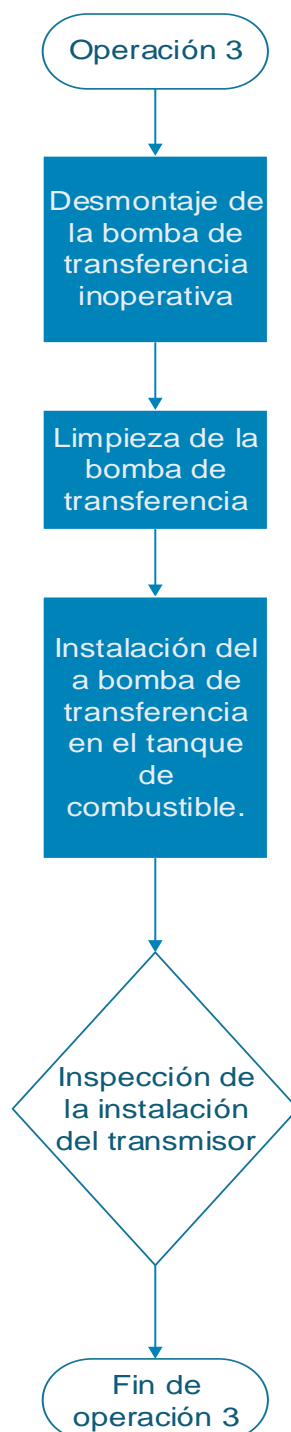 Operación 3
Desmontaje de
la bomba de
transferencia
inoperativa
Limpieza de la
bomba de
transferencia
Instalación del
a bomba de
transferencia
en el tanque
de
combustible.
Inspección de
la instalación
del transmisor
Fin de
operación 3